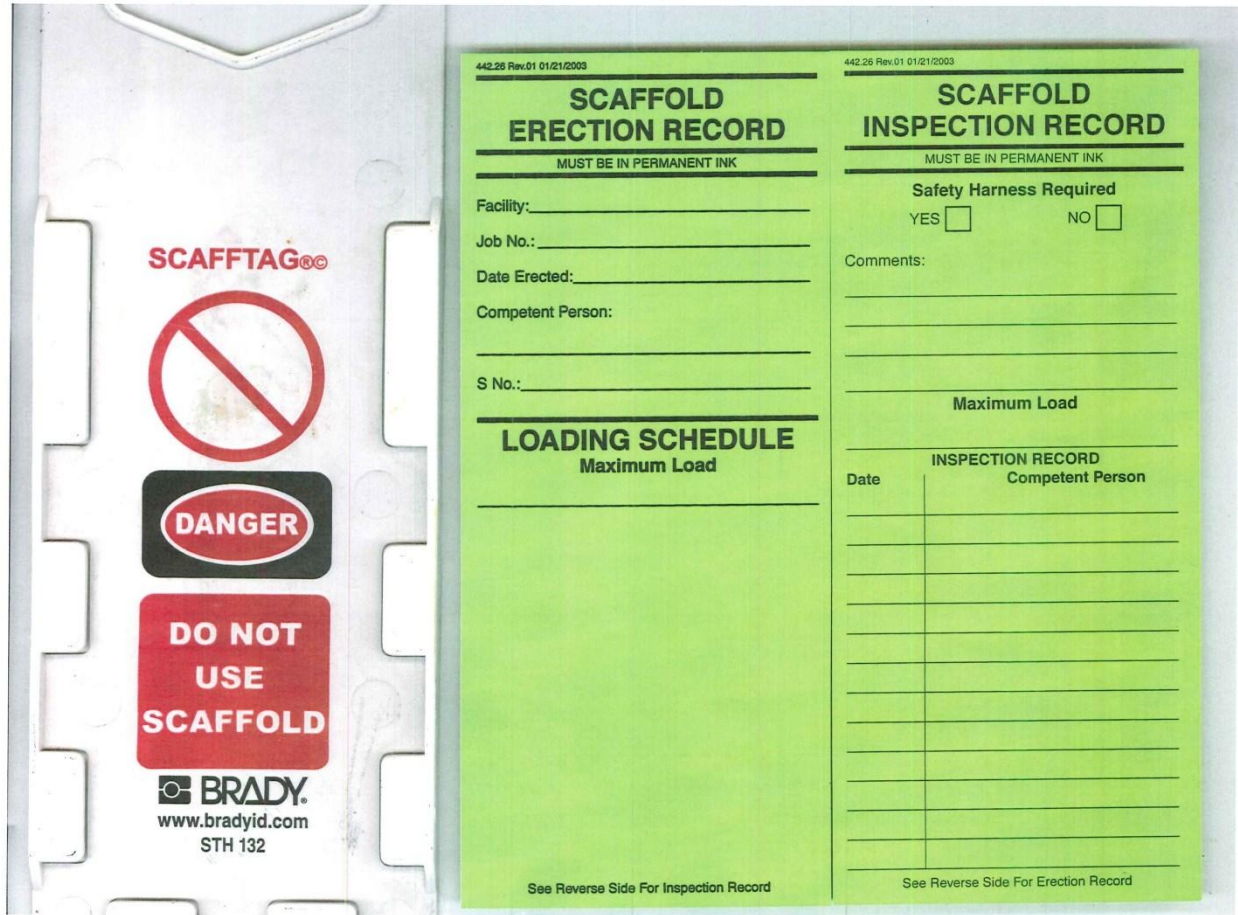 SCAFFTAG®©
DANGER
DO NOT
USE
SCAFFOLD
BRADY®
www.bradyid.com
STH 132
442.26 Rev.01 01/21/2003
SCAFFOLD
ERECTION RECORD
MUST BE IN PERMANENT INK
Facility:
Job No.:
Date Erected:
Competent Person:
S No.:
LOADING SCHEDULE
Maximum Load
See Reverse Side For Inspection Record
442.26 Rev.01 01/21/2003
SCAFFOLD
INSPECTION RECORD
MUST BE IN PERMANENT INK
Safety Harness Required
YES NO
Comments:
Maximum Load
INSPECTION RECORD
Date Competent Person
See Reverse Side For Erection Record